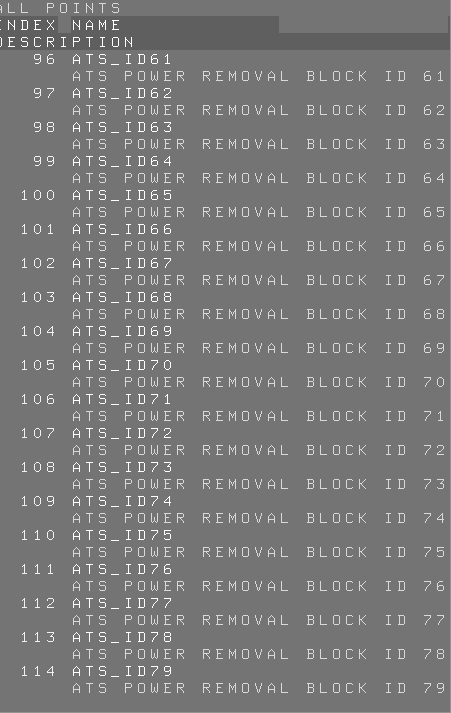 ALL POINTS
INDEX NAME
DESCRIPTION
96 ATS_ID61
ATS POWER REMOVAL BLOCK ID 61
97 ATS_ID62
ATS POWER REMOVAL BLOCK ID 62
98 ATS_ID63
ATS POWER REMOVAL BLOCK ID 63
99 ATS_ID64
ATS POWER REMOVAL BLOCK ID 64
100 ATS_ID65
ATS POWER REMOVAL BLOCK ID 65
101 ATS_ID66
ATS POWER REMOVAL BLOCK ID 66
102 ATS_ID67
ATS POWER REMOVAL BLOCK ID 67
103 ATS_ID68
ATS POWER REMOVAL BLOCK ID 68
104 ATS_ID69
ATS POWER REMOVAL BLOCK ID 69
105 ATS_ID70
ATS POWER REMOVAL BLOCK ID 70
106 ATS_ID71
ATS POWER REMOVAL BLOCK ID 71
107 ATS_ID72
ATS POWER REMOVAL BLOCK ID 72
108 ATS_ID73
ATS POWER REMOVAL BLOCK ID 73
109 ATS_ID74
ATS POWER REMOVAL BLOCK ID 74
110 ATS_ID75
ATS POWER REMOVAL BLOCK ID 75
111 ATS_ID76
ATS POWER REMOVAL BLOCK ID 76
112 ATS_ID77
ATS POWER REMOVAL BLOCK ID 77
113 ATS_ID78
ATS POWER REMOVAL BLOCK ID 78
114 ATS_ID79
ATS POWER REMOVAL BLOCK ID 79